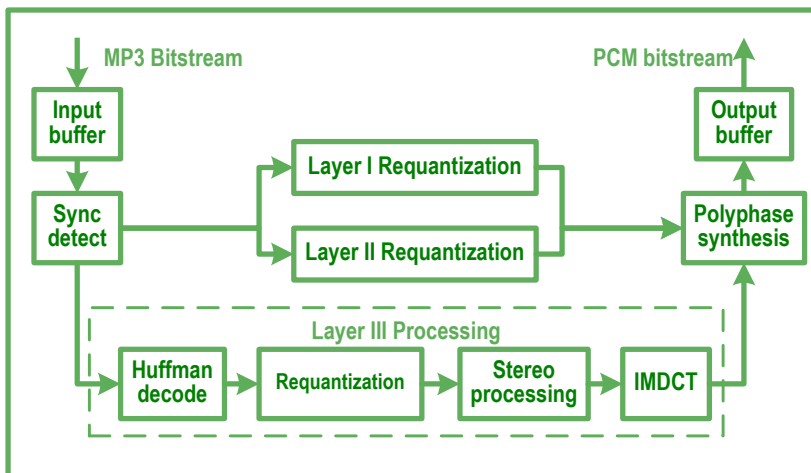 MP3 Bitstream
PCM bitstream
Input
buffer
Output
buffer
Layer I Requantization
Sync
detect
Polyphase
synthesis
Layer II Requantization
Layer III Processing
Huffman
decode
Requantization
Stereo
processing
IMDCT